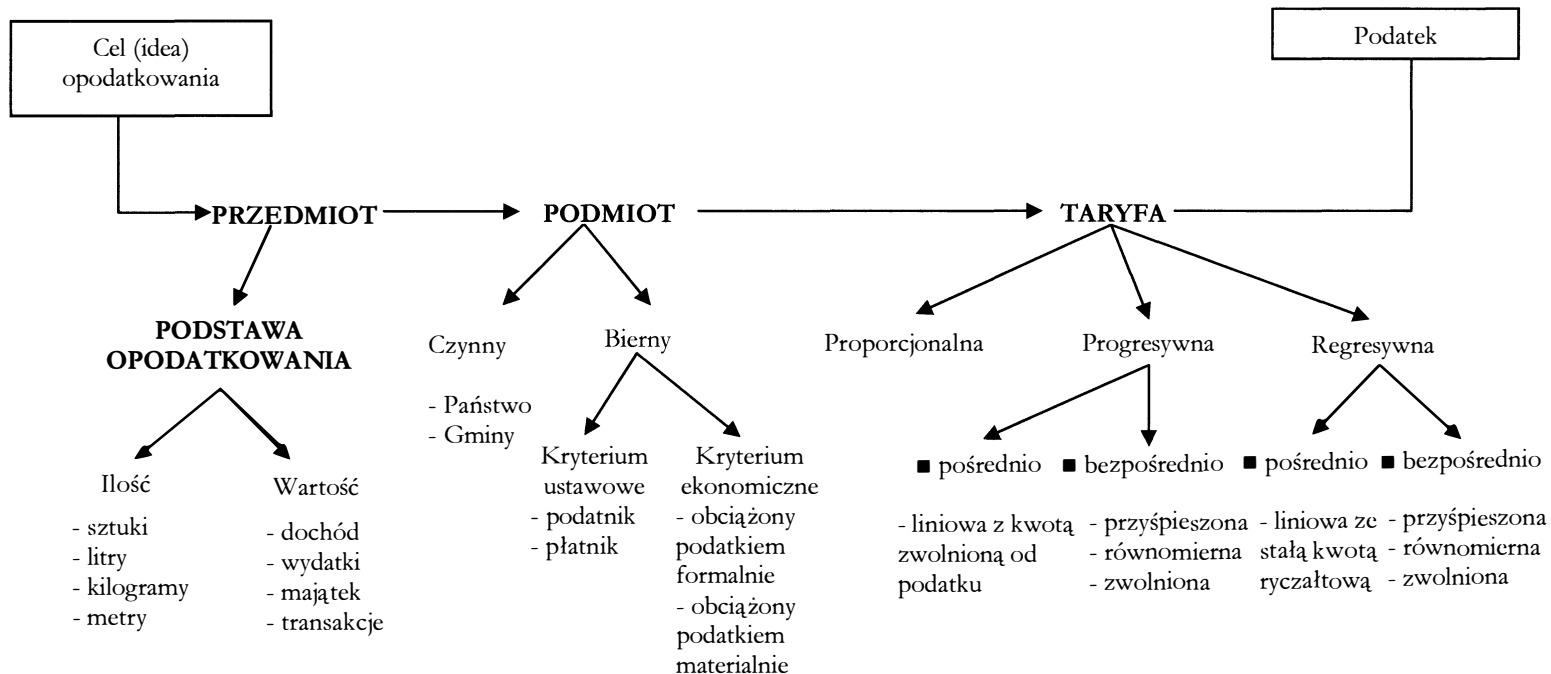 Cel (idea)
opodatkowania
Podatek
PRZEDMIOT
PODMIOT
TARYFA
PODSTAWA
OPODATKOWANIA
Czynny
Bierny
Proporcjonalna
Progresywna
Regresywna
- Państwo
- Gminy
Ilość
- sztuki
- litry
- kilogramy
- metry
Wartość
- dochód
- wydatki
- majątek
- transakcje
Kryterium
ustawowe
- podatnik
- płatnik
Kryterium
ekonomiczne
- obciążony
podatkiem
formalnie
- obciążony
podatkiem
materialnie
■ pośrednio
- liniowa z kwotą
zwolnioną od
podatku
■ bezpośrednio
- przyśpieszona
- równomierna
- zwolniona
■ pośrednio
- liniowa ze
stałą kwotą
ryczałtową
■ bezpośrednio
- przyśpieszona
- równomierna
- zwolniona